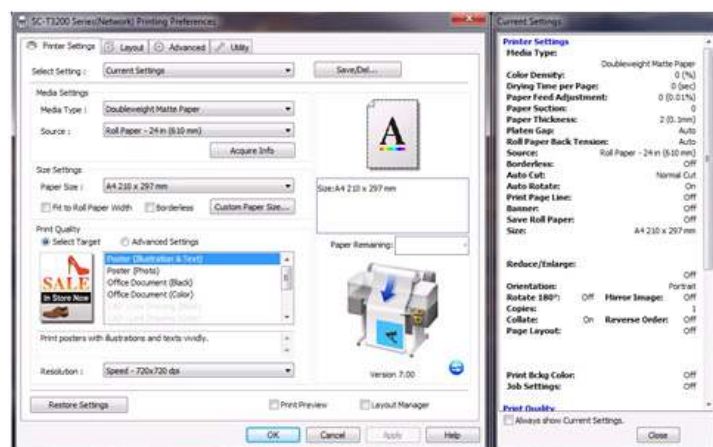 SC-T3200 Series(Network) Printing Preferences
Printer Settings
Layout
Advanced
Utility
Select Setting :
Current Settings
Save/Del...
Media Settings
Media Type :
Doubleweight Matte Paper
Source :
Roll Paper - 24 in (610 mm)
Acquire Info
Size Settings
Paper Size :
A4 210 x 297 mm
Fit to Roll Paper Width
Borderless
Custom Paper Size...
A
Size:A4 210 x 297 mm
Print Quality
Select Target
Advanced Settings
Paper Remaining:
SALE
In Store Now
Poster (Illustration & Text)
Poster (Photo)
Office Document (Black)
Office Document (Color)
Print posters with illustrations and texts vividly.
Resolution :
Speed - 720x720 dpi
Version 7.00
Restore Settings
Print Preview
Layout Manager
OK
Cancel
Apply
Help
Current Settings
Printer Settings
Media Type:
Doubleweight Matte Paper
Color Density: 0 (%)
Drying Time per Page: 0 (sec)
Paper Feed Adjustment: 0 (0.01%)
Paper Suction: 0
Paper Thickness: 2 (0.1mm)
Platen Gap: Auto
Roll Paper Back Tension: Auto
Source: Roll Paper - 24 in (610 mm)
Borderless: Off
Auto Cut: Normal Cut
Auto Rotate: On
Print Page Line: Off
Banner: Off
Save Roll Paper: Off
Size: A4 210 x 297 mm
Reduce/Enlarge:
Off
Orientation: Portrait
Rotate 180°: Off Mirror Image: Off
Copies: 1
Collate: On Reverse Order: Off
Page Layout: Off
Print Bckg Color: Off
Job Settings: Off
Print Quality
Always show Current Settings.
Close